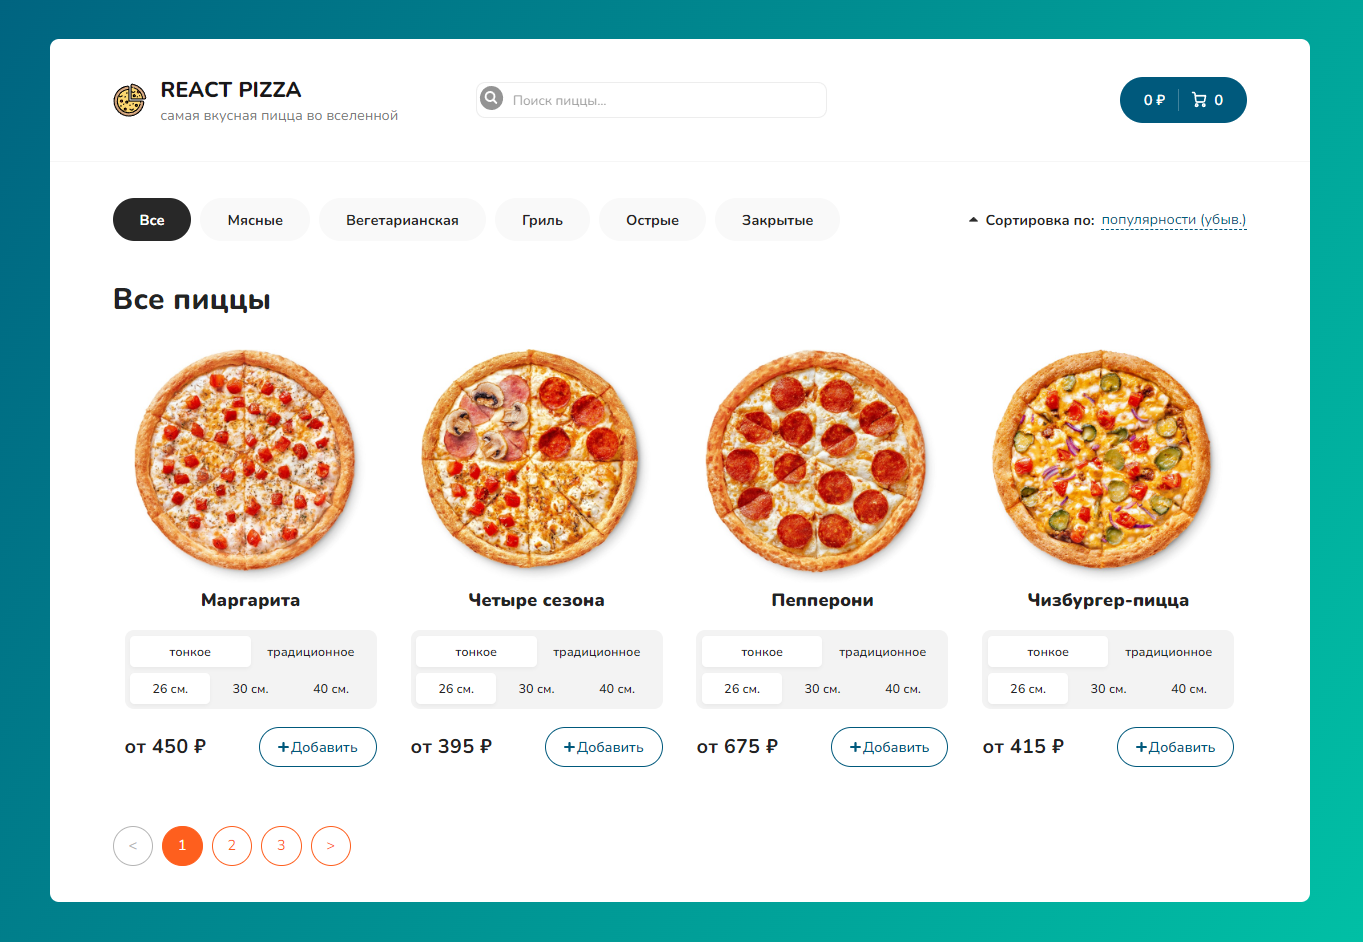 REACT PIZZA
самая вкусная пицца во вселенной
Поиск пиццы...
0 ₽ 0
Все Мясные Вегетарианская Гриль Острые Закрытые
Сортировка по: популярности (убыв.)
Все пиццы
Маргарита Четыре сезона Пепперони Чизбургер-пицца
тонкое традиционное тонкое традиционное тонкое традиционное тонкое традиционное
26 см. 30 см. 40 см. 26 см. 30 см. 40 см. 26 см. 30 см. 40 см. 26 см. 30 см. 40 см.
от 450 ₽ +Добавить от 395 ₽ +Добавить от 675 ₽ +Добавить от 415 ₽ +Добавить
< 1 2 3 >